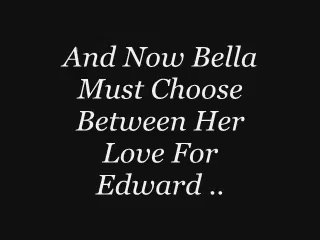 And Now Bella
Must Choose
Between Her
Love For
Edward ..